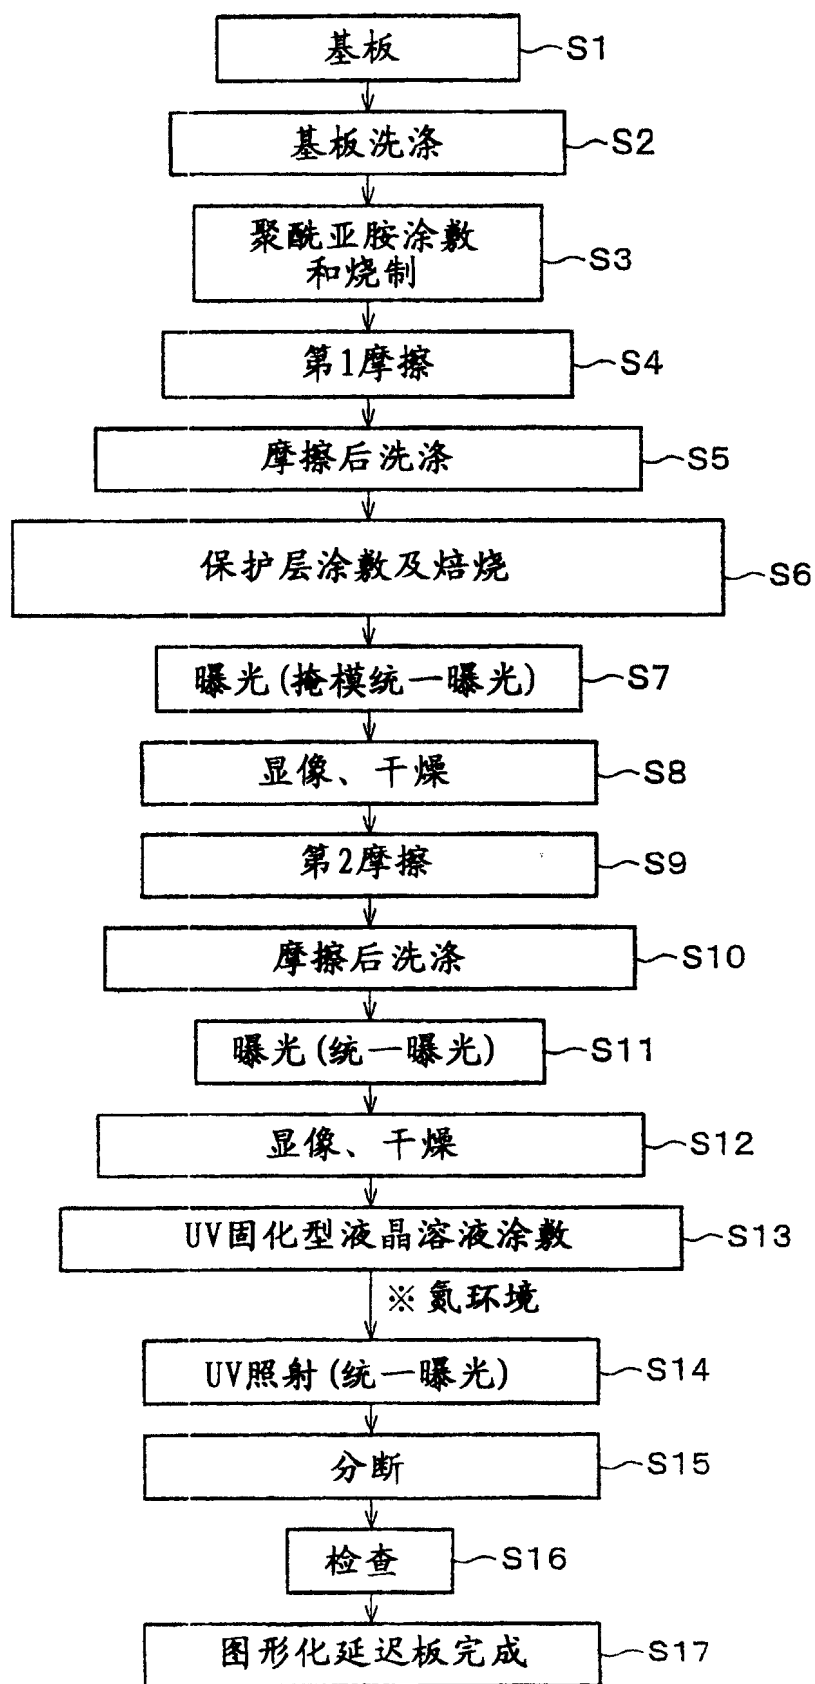 基板 S1
基板洗涤 S2
聚酰亚胺涂敷
和烧制 S3
第1摩擦 S4
摩擦后洗涤 S5
保护层涂敷及焙烧 S6
曝光(掩模统一曝光) S7
显像、干燥 S8
第2摩擦 S9
摩擦后洗涤 S10
曝光(统一曝光) S11
显像、干燥 S12
UV固化型液晶溶液涂敷 S13
※氮环境
UV照射(统一曝光) S14
分断 S15
检查 S16
图形化延迟板完成 S17